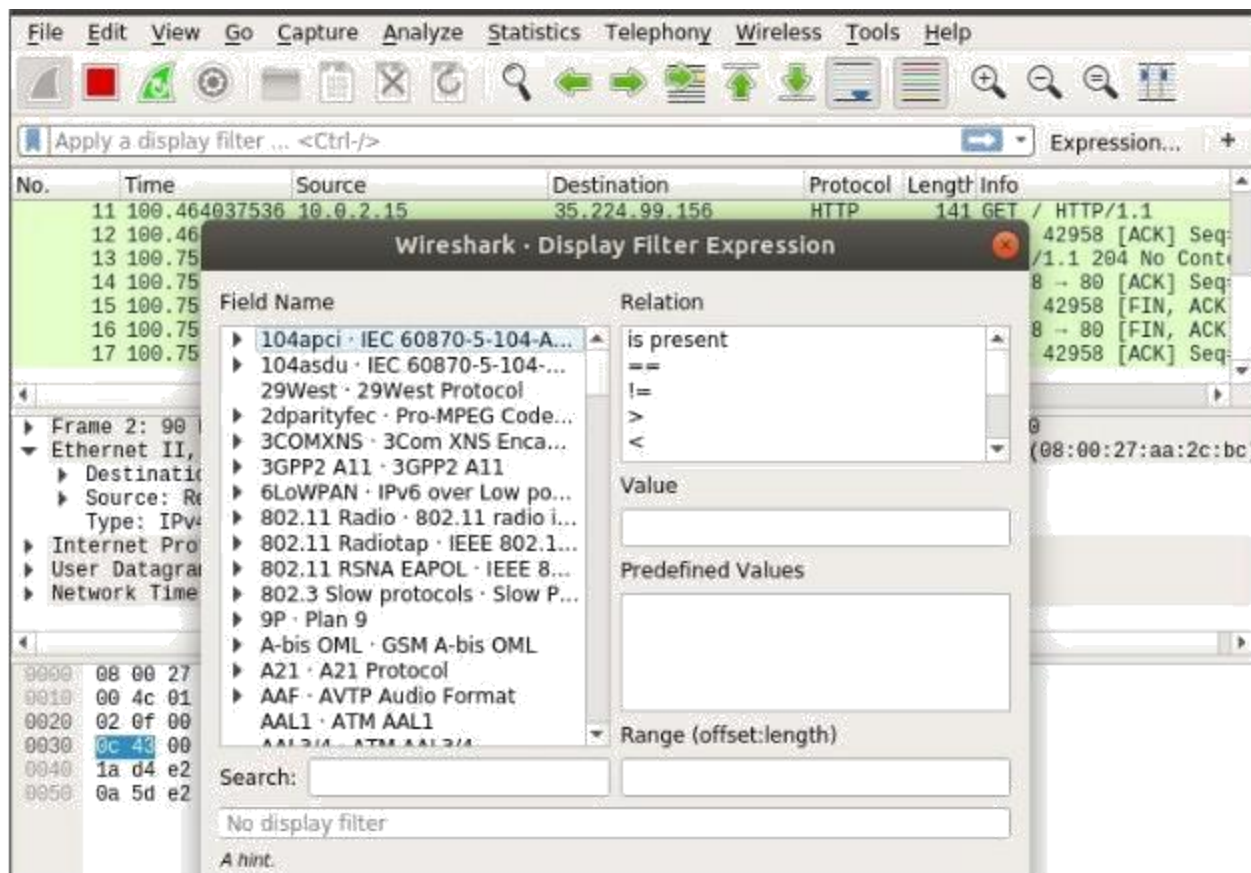 File Edit View Go Capture Analyze Statistics Telephony Wireless Tools Help
Apply a display filter ... <Ctrl-/> Expression... +
No. Time Source Destination Protocol Length Info
11 100.464037536 10.0.2.15 35.224.99.156 HTTP 141 GET / HTTP/1.1
12 100.46 42958 [ACK] Seq=
13 100.75 /1.1 204 No Conte
14 100.75 8 → 80 [ACK] Seq
15 100.75 42958 [FIN, ACK
16 100.75 8 → 80 [FIN, ACK
17 100.75 42958 [ACK] Seq=
Wireshark · Display Filter Expression
Field Name
104apci · IEC 60870-5-104-A...
104asdu · IEC 60870-5-104-...
29West · 29West Protocol
2dparityfec · Pro-MPEG Code...
3COMXNS · 3Com XNS Enca...
3GPP2 A11 · 3GPP2 A11
6LoWPAN · IPv6 over Low po...
802.11 Radio · 802.11 radio i...
802.11 Radiotap · IEEE 802.1...
802.11 RSNA EAPOL · IEEE 8...
802.3 Slow protocols · Slow P...
9P · Plan 9
A-bis OML · GSM A-bis OML
A21 · A21 Protocol
AAF · AVTP Audio Format
AAL1 · ATM AAL1
AAL3/4 · ATM AAL3/4
Search:
No display filter
A hint.
Relation
is present
==
!=
>
<
Value
Predefined Values
Range (offset:length)
Frame 2: 90
Ethernet II, (08:00:27:aa:2c:bc
Destinatio
Source: Re
Type: IPv4
Internet Pro
User Datagra
Network Time
0000 08 00 27
0010 00 4c 01
0020 02 0f 00
0030 0c 43 00
0040 1a d4 e2
0050 0a 5d e2